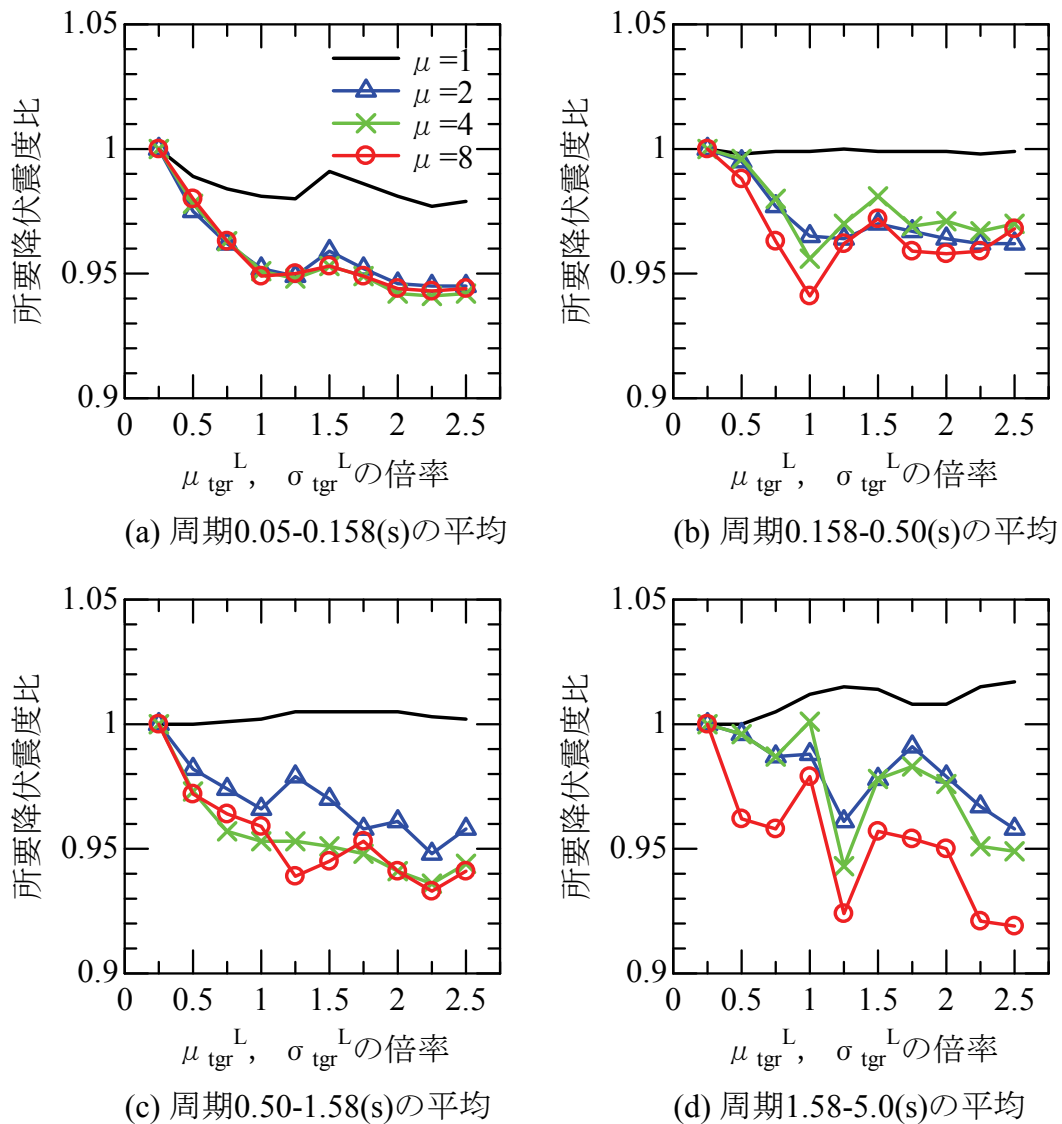 1.05
1
0.95
0.9
所要降伏震度比
μ =1
μ =2
μ =4
μ =8
0 0.5 1 1.5 2 2.5
μ tgr L, σ tgr Lの倍率
(a) 周期0.05-0.158(s)の平均
1.05
1
0.95
0.9
所要降伏震度比
0 0.5 1 1.5 2 2.5
μ tgr L, σ tgr Lの倍率
(b) 周期0.158-0.50(s)の平均
1.05
1
0.95
0.9
所要降伏震度比
0 0.5 1 1.5 2 2.5
μ tgr L, σ tgr Lの倍率
(c) 周期0.50-1.58(s)の平均
1.05
1
0.95
0.9
所要降伏震度比
0 0.5 1 1.5 2 2.5
μ tgr L, σ tgr Lの倍率
(d) 周期1.58-5.0(s)の平均